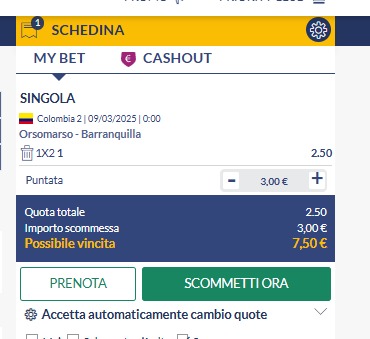 1 SCHEDINA
MY BET € CASHOUT
SINGOLA
Colombia 2 | 09/03/2025 | 0:00
Orsomarso - Barranquilla
1X2 1 2.50
Puntata - 3,00 € +
Quota totale 2.50
Importo scommessa 3,00 €
Possibile vincita 7,50 €
PRENOTA SCOMMETTI ORA
Accetta automaticamente cambio quote